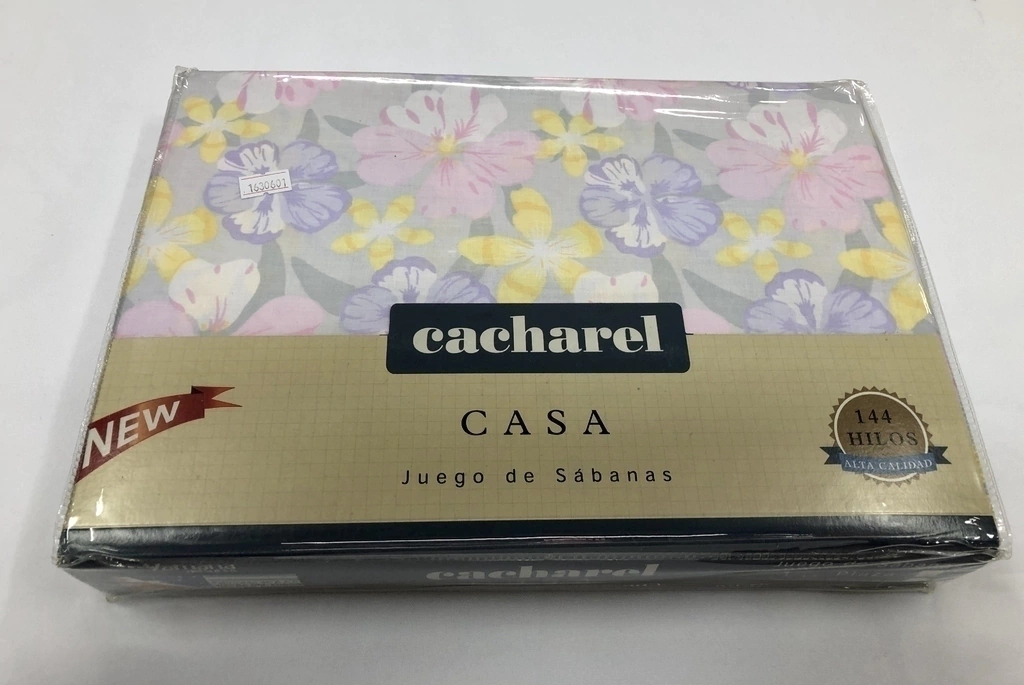 .1630601
cacharel
CASA
Juego de Sábanas
NEW
144
HILOS
ALTA CALIDAD
cacharel